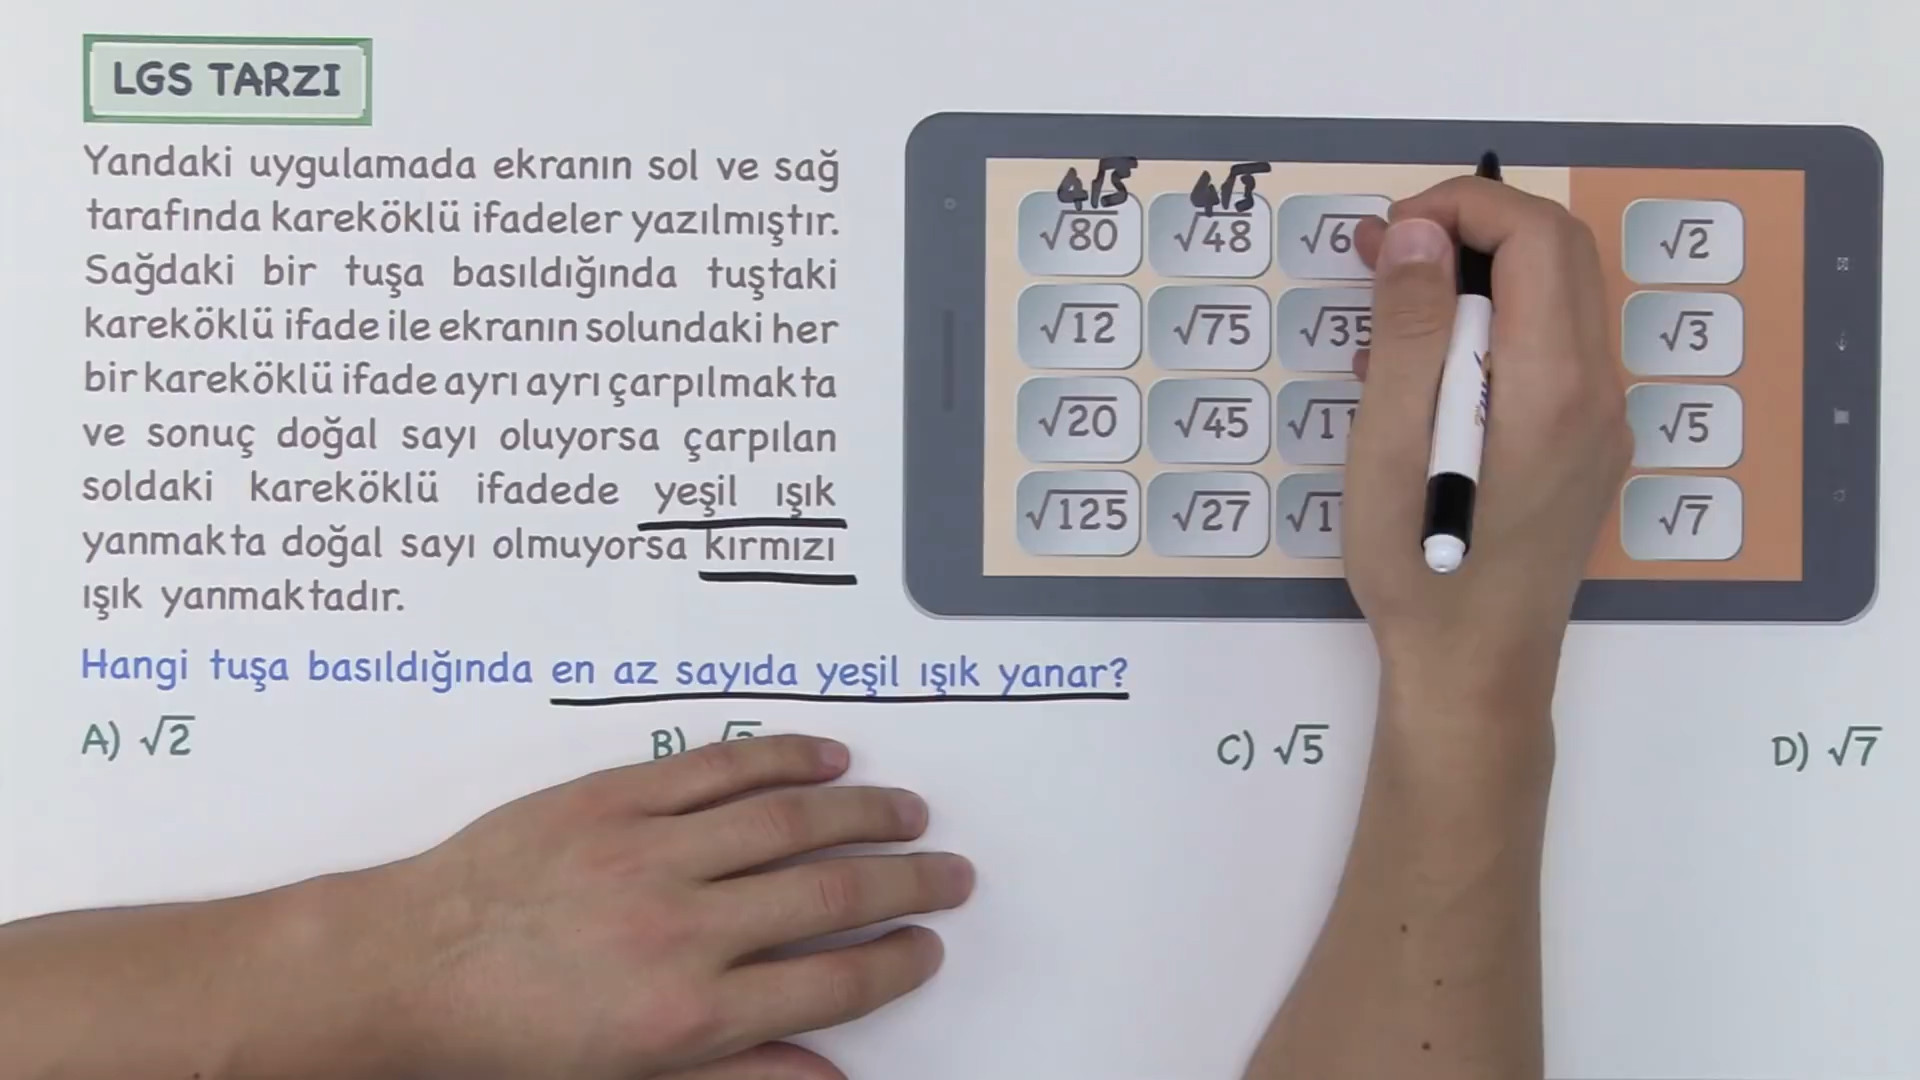 LGS TARZI
Yandaki uygulamada ekranın sol ve sağ
tarafında kareköklü ifadeler yazılmıştır.
Sağdaki bir tuşa basıldığında tuştaki
kareköklü ifade ile ekranın solundaki her
bir kareköklü ifade ayrı ayrı çarpılmakta
ve sonuç doğal sayı oluyorsa çarpılan
soldaki kareköklü ifadede yeşil ışık
yanmakta doğal sayı olmuyorsa kırmızı
ışık yanmaktadır.
Hangi tuşa basıldığında en az sayıda yeşil ışık yanar?
A) √2
B)
C) √5
D) √7
4√5 4√3
√80 √48 √2
√12 √75 √35 √3
√20 √45 √5
√125 √27 √7